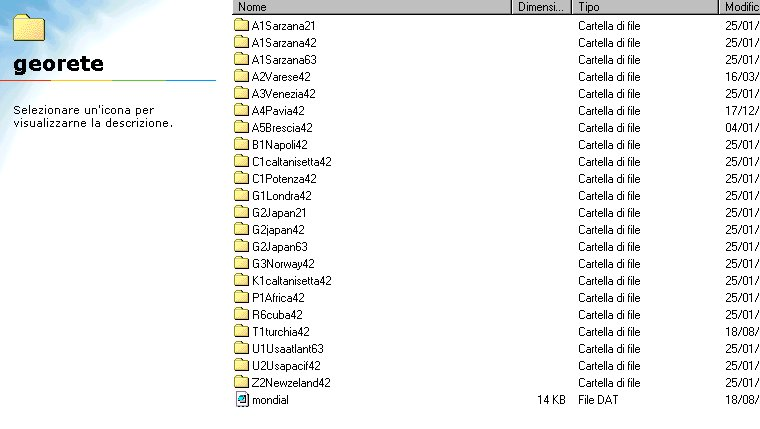 Nome Dimensi... Tipo Modific
georete
Selezionare un'icona per
visualizzarne la descrizione.
A1Sarzana21 Cartella di file 25/01/
A1Sarzana42 Cartella di file 25/01/
A1Sarzana63 Cartella di file 25/01/
A2Varese42 Cartella di file 16/03/
A3Venezia42 Cartella di file 25/01/
A4Pavia42 Cartella di file 17/12/
A5Brescia42 Cartella di file 04/01/
B1Napoli42 Cartella di file 25/01/
C1caltanisetta42 Cartella di file 25/01/
C1Potenza42 Cartella di file 25/01/
G1Londra42 Cartella di file 25/01/
G2Japan21 Cartella di file 25/01/
G2japan42 Cartella di file 25/01/
G2Japan63 Cartella di file 25/01/
G3Norway42 Cartella di file 25/01/
K1caltanisetta42 Cartella di file 25/01/
P1Africa42 Cartella di file 25/01/
R6cuba42 Cartella di file 25/01/
T1turchia42 Cartella di file 18/08/
U1Usaatlant63 Cartella di file 25/01/
U2Usapacif42 Cartella di file 25/01/
Z2Newzeland42 Cartella di file 25/01/
mondial 14 KB File DAT 18/08/